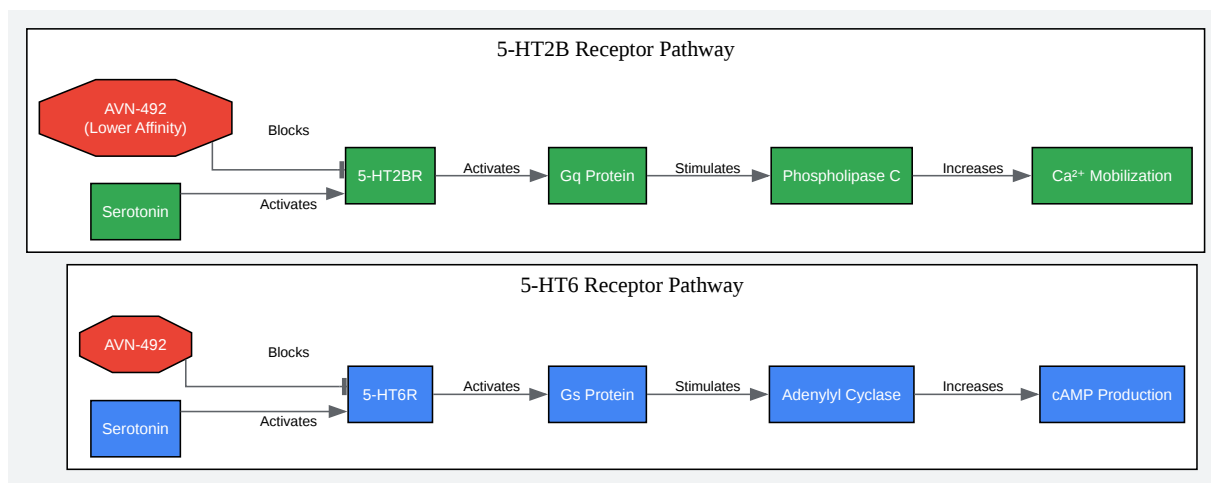 5-HT2B Receptor Pathway
AVN-492
(Lower Affinity)
Blocks
5-HT2BR
Activates
Gq Protein
Stimulates
Phospholipase C
Increases
Ca²⁺ Mobilization
Serotonin
Activates
5-HT6 Receptor Pathway
AVN-492
Blocks
5-HT6R
Activates
Gs Protein
Stimulates
Adenylyl Cyclase
Increases
cAMP Production
Serotonin
Activates